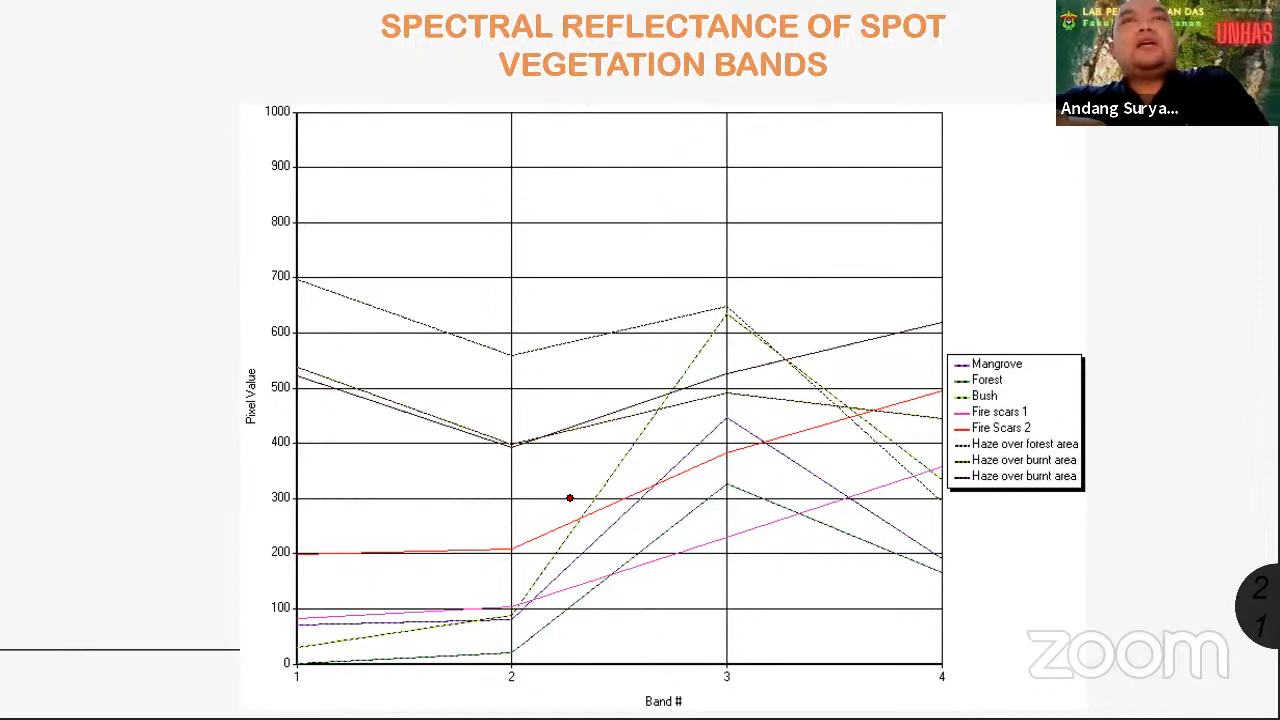 SPECTRAL REFLECTANCE OF SPOT
VEGETATION BANDS
UNHAS
Andang Surya...
1000
900
800
700
600
500
400
300
200
100
0
Pixel Value
1
2
3
4
Band #
Mangrove
Forest
Bush
Fire scars 1
Fire Scars 2
Haze over forest area
Haze over burnt area
Haze over burnt area
2
1
zoom